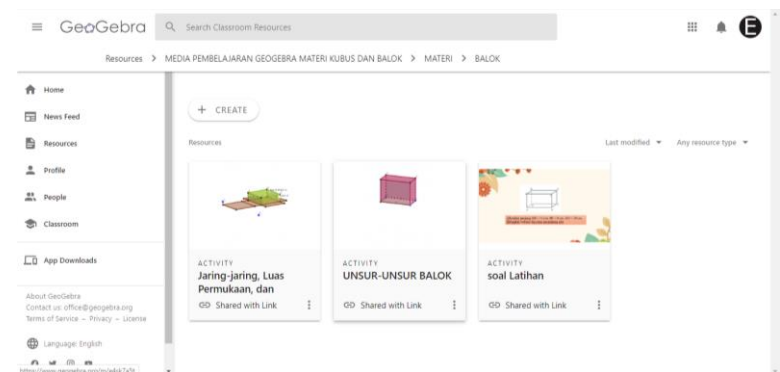 GeoGebra
Search Classroom Resources
E
Resources > MEDIA PEMBELAJARAN GEOGEBRA MATERI KUBUS DAN BALOK > MATERI > BALOK
Home
News Feed
Resources
Profile
People
Classroom
App Downloads
About GeoGebra
Contact us: office@geogebra.org
Terms of Service – Privacy – License
Language: English
+ CREATE
Resources
Last modified
Any resource type
ACTIVITY
Jaring-jaring, Luas
Permukaan, dan
Shared with Link
ACTIVITY
UNSUR-UNSUR BALOK
Shared with Link
ACTIVITY
soal Latihan
Shared with Link